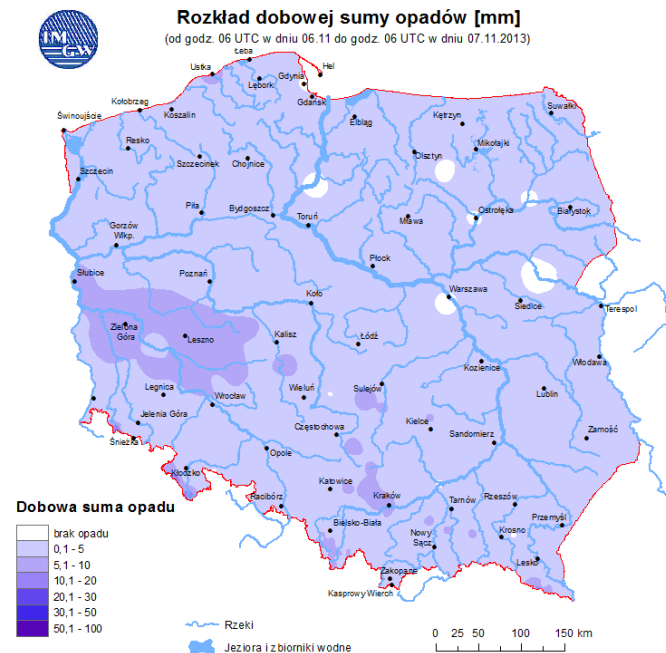 Rozkład dobowej sumy opadów [mm]
(od godz. 06 UTC w dniu 06.11 do godz. 06 UTC w dniu 07.11.2013)
IM
GW
Łeba
Hel
Ustka
Gdynia
Lębork
Gdańsk
Kołobrzeg
Koszalin
Suwałki
Świnoujście
Elbląg
Kętrzyn
Resko
Mikołajki
Szczecinek
Chojnice
Olsztyn
Szczecin
Piła
Bydgoszcz
Toruń
Mława
Ostrołęka
Białystok
Gorzów
Wlkp.
Płock
Słubice
Poznań
Koło
Warszawa
Siedlce
Terespol
Zielona
Góra
Leszno
Kalisz
Łódź
Kozienice
Włodawa
Legnica
Wrocław
Wieluń
Sulejów
Lublin
Jelenia Góra
Częstochowa
Kielce
Sandomierz
Zamość
Śnieżka
Opole
Kłodzko
Katowice
Racibórz
Kraków
Tarnów
Rzeszów
Przemyśl
Bielsko-Biała
Nowy
Sącz
Krosno
Lesko
Zakopane
Kasprowy Wierch
Dobowa suma opadu
brak opadu
0,1 - 5
5,1 - 10
10,1 - 20
20,1 - 30
30,1 - 50
50,1 - 100
Rzeki
Jeziora i zbiorniki wodne
0 25 50 100 150 km